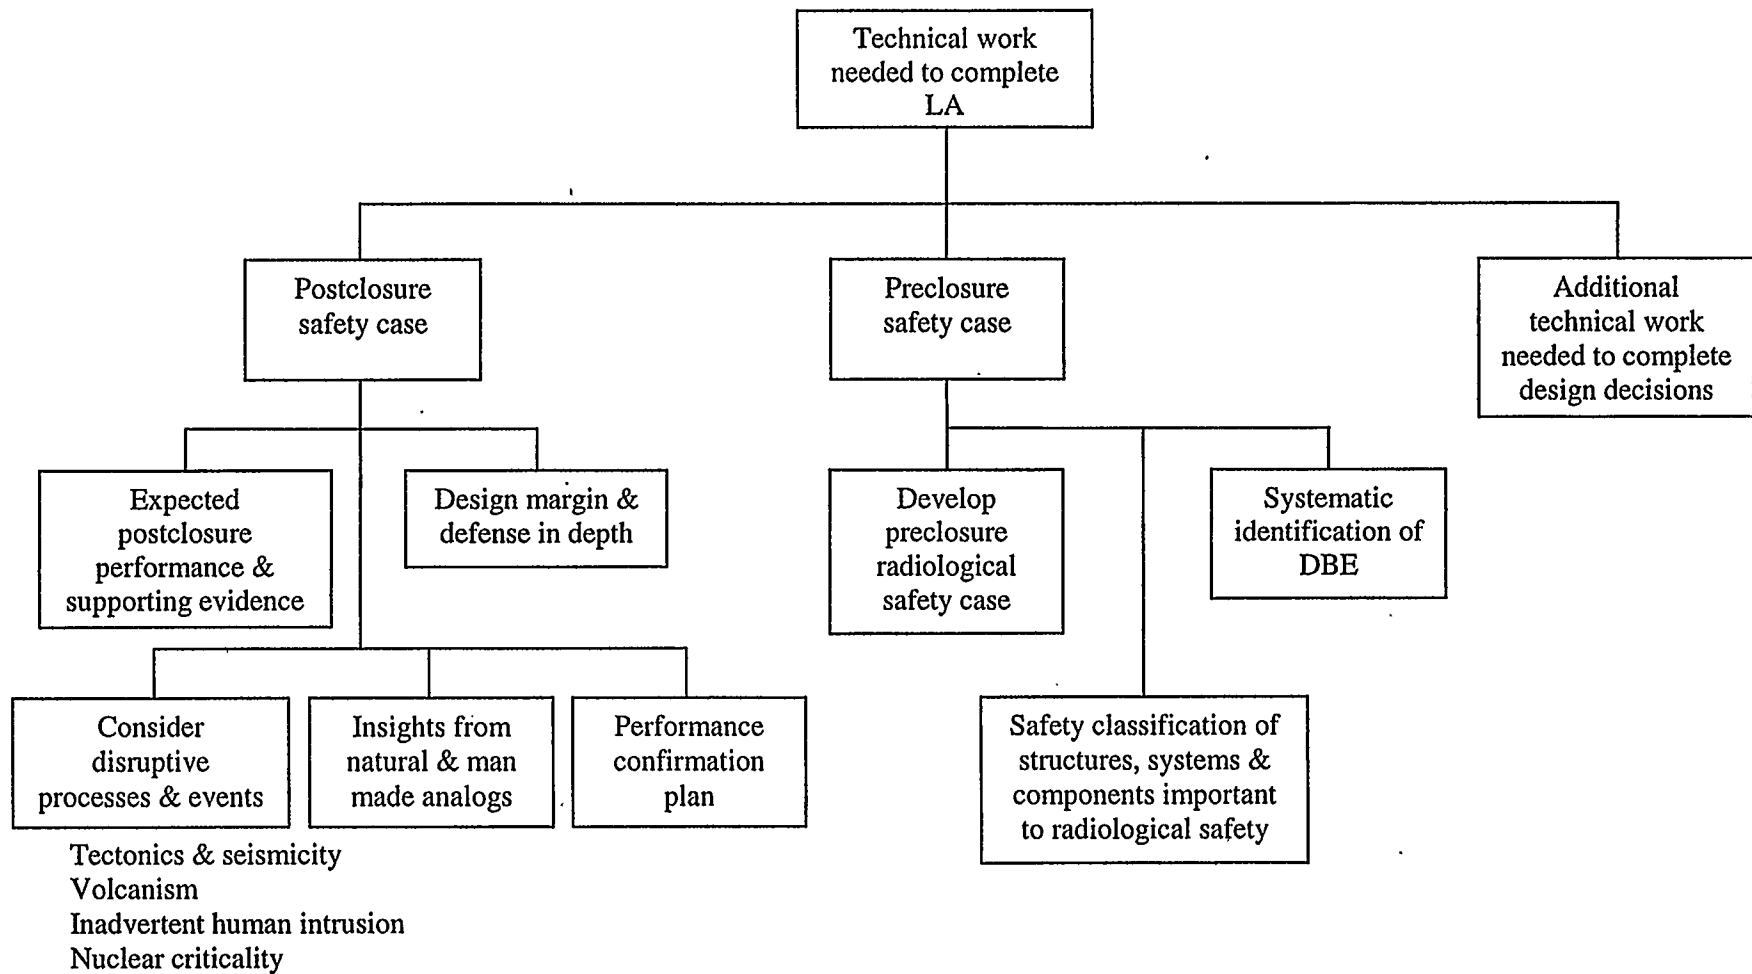 Technical work
needed to complete
LA
Postclosure
safety case
Preclosure
safety case
Additional
technical work
needed to complete
design decisions
Expected
postclosure
performance &
supporting evidence
Design margin &
defense in depth
Develop
preclosure
radiological
safety case
Systematic
identification of
DBE
Consider
disruptive
processes & events
Insights from
natural & man
made analogs
Performance
confirmation
plan
Safety classification of
structures, systems &
components important
to radiological safety
Tectonics & seismicity
Volcanism
Inadvertent human intrusion
Nuclear criticality